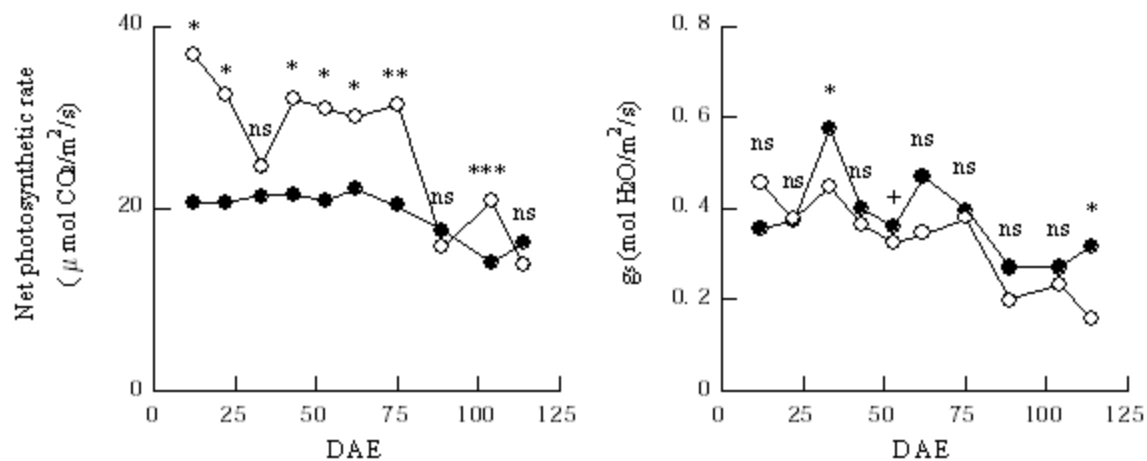 40
20
0
Net photosynthetic rate
( μ mol CO2/m²/s)
*
*
ns
*
*
*
**
ns
***
ns
0 25 50 75 100 125
DAE
0.8
0.6
0.4
0.2
0
gs (mol H2O/m²/s)
ns
ns
*
ns
+
ns
ns
ns
ns
*
0 25 50 75 100 125
DAE